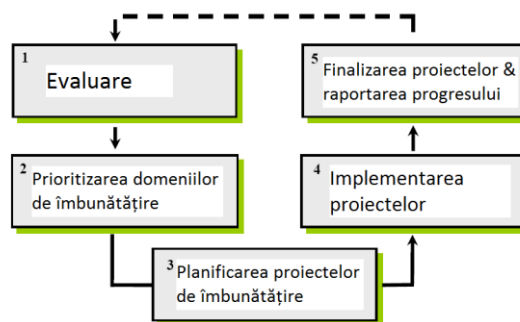 1
Evaluare
2
Prioritizarea domeniilor
de îmbunătățire
3
Planificarea proiectelor
de îmbunătățire
4
Implementarea
proiectelor
5
Finalizarea proiectelor &
raportarea progresului